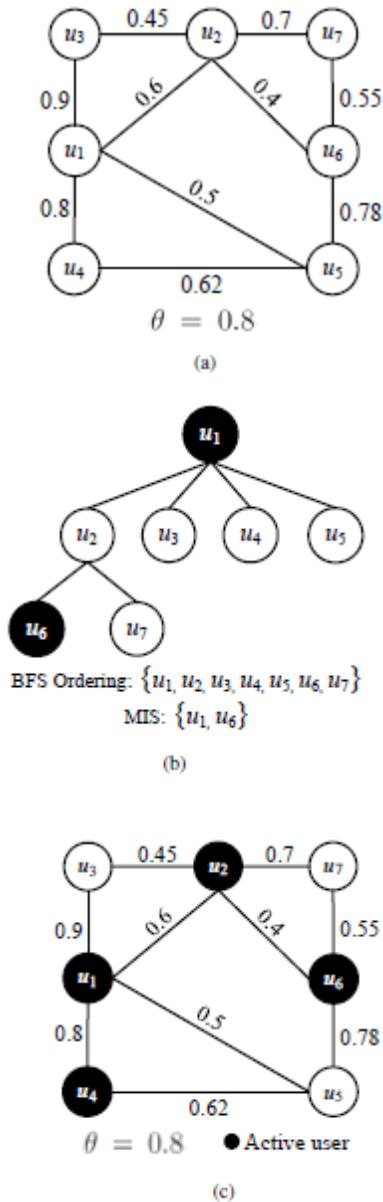 u3 0.45 u2 0.7 u7
0.9 0.6 0.4 0.55
u1 u6
0.8 0.5 0.78
u4 0.62 u5
θ = 0.8
(a)
u1
u2 u3 u4 u5
u6 u7
BFS Ordering: {u1, u2, u3, u4, u5, u6, u7}
MIS: {u1, u6}
(b)
u3 0.45 u2 0.7 u7
0.9 0.6 0.4 0.55
u1 u6
0.8 0.5 0.78
u4 0.62 u5
θ = 0.8 ● Active user
(c)